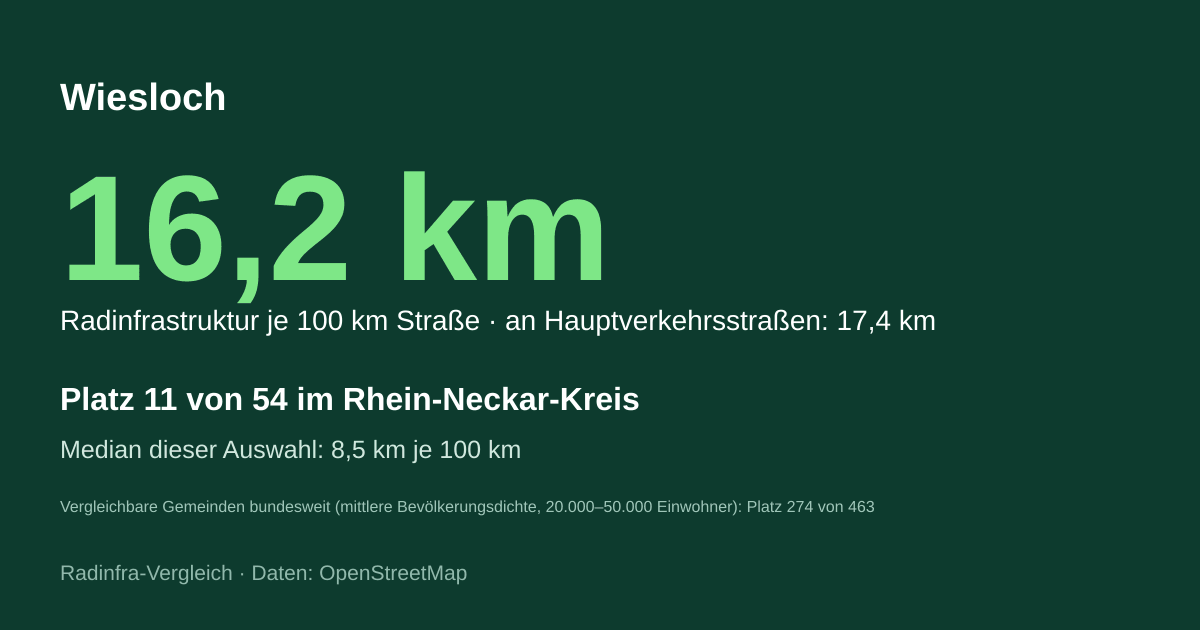 Wiesloch
16,2 km
Radinfrastruktur je 100 km Straße · an Hauptverkehrsstraßen: 17,4 km
Platz 11 von 54 im Rhein-Neckar-Kreis
Median dieser Auswahl: 8,5 km je 100 km
Vergleichbare Gemeinden bundesweit (mittlere Bevölkerungsdichte, 20.000–50.000 Einwohner): Platz 274 von 463
Radinfra-Vergleich · Daten: OpenStreetMap